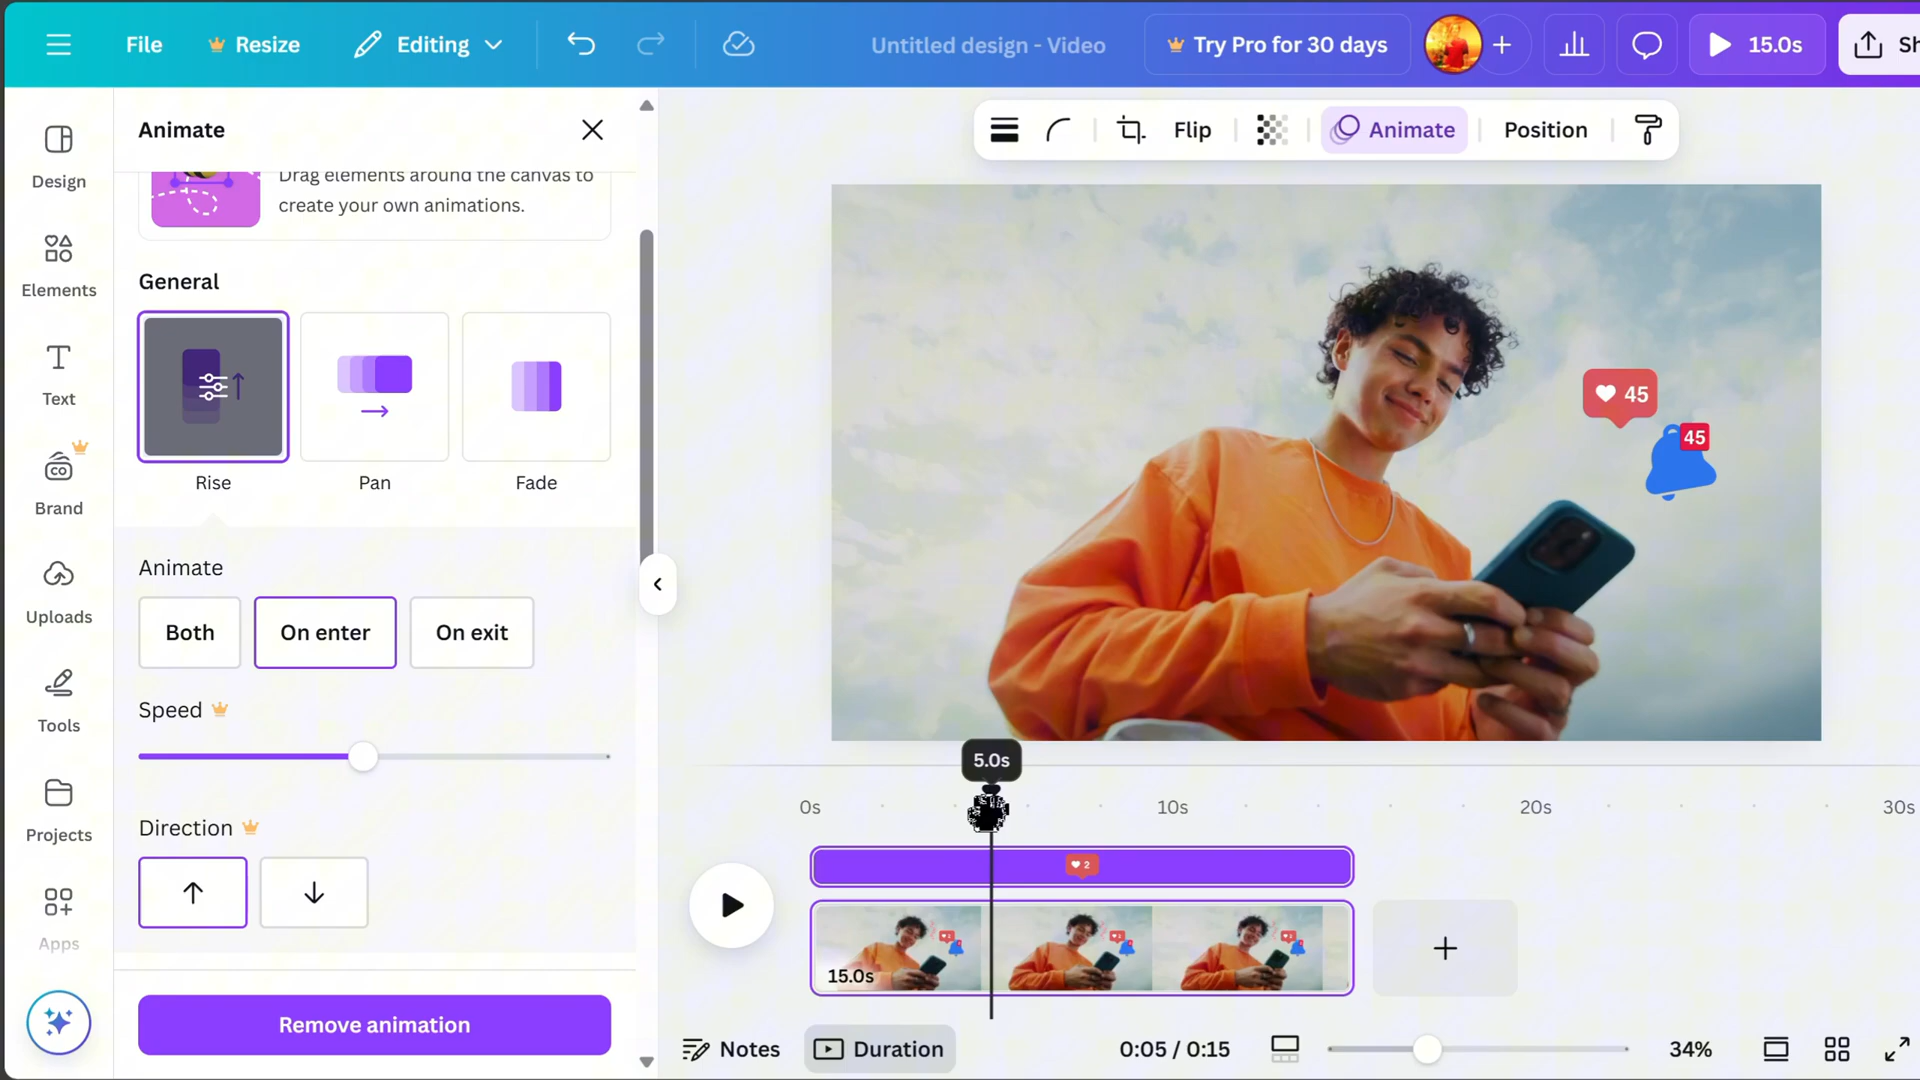 File
Resize
Editing
Untitled design - Video
Try Pro for 30 days
15.0s
Sh
Animate
Flip
Animate
Position
Drag elements around the canvas to
create your own animations.
Design
Elements
Text
Brand
Uploads
Tools
Projects
Apps
General
Rise
Pan
Fade
Animate
Both
On enter
On exit
Speed
Direction
Remove animation
45
45
5.0s
0s
10s
20s
30s
2
15.0s
Notes
Duration
0:05 / 0:15
34%